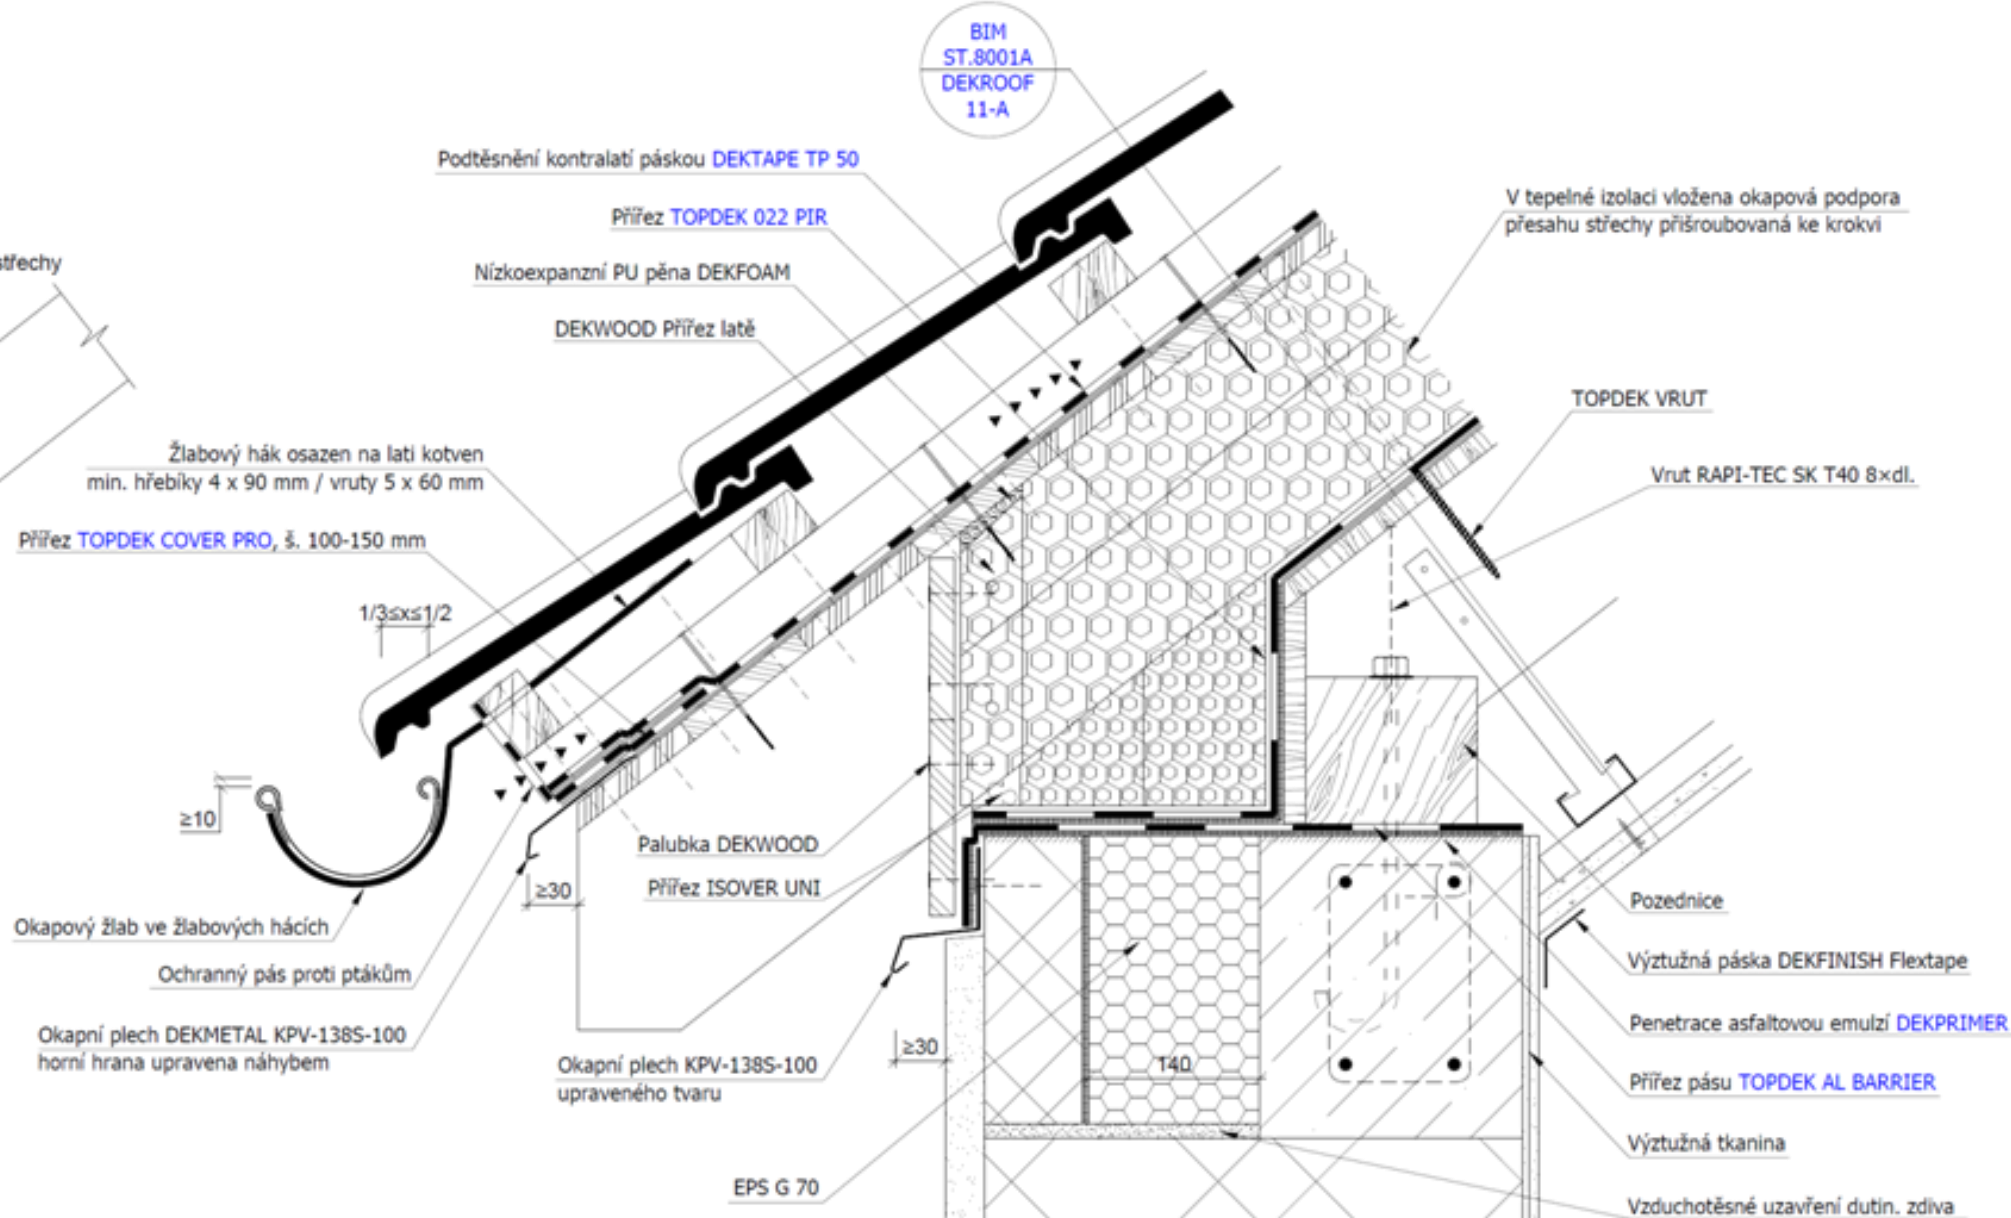 BIM
ST.8001A
DEKROOF
11-A
Podtěsnění kontralatí páskou DEKTAPE TP 50
Přířez TOPDEK 022 PIR
Nízkoexpanzní PU pěna DEKFOAM
DEKWOOD Přířez latě
střechy
V tepelné izolaci vložena okapová podpora
přesahu střechy přišroubovaná ke krokvi
TOPDEK VRUT
Vrut RAPI-TEC SK T40 8×dl.
Žlabový hák osazen na lati kotven
min. hřebíky 4 x 90 mm / vruty 5 x 60 mm
Přířez TOPDEK COVER PRO, š. 100-150 mm
1/3≤x≤1/2
≥10
Palubka DEKWOOD
Přířez ISOVER UNI
≥30
Okapový žlab ve žlabových hácích
Ochranný pás proti ptákům
Okapní plech DEKMETAL KPV-138S-100
horní hrana upravena náhybem
Okapní plech KPV-138S-100
upraveného tvaru
≥30
140
EPS G 70
Pozednice
Výztužná páska DEKFINISH Flextape
Penetrace asfaltovou emulzí DEKPRIMER
Přířez pásu TOPDEK AL BARRIER
Výztužná tkanina
Vzduchotěsné uzavření dutin. zdiva